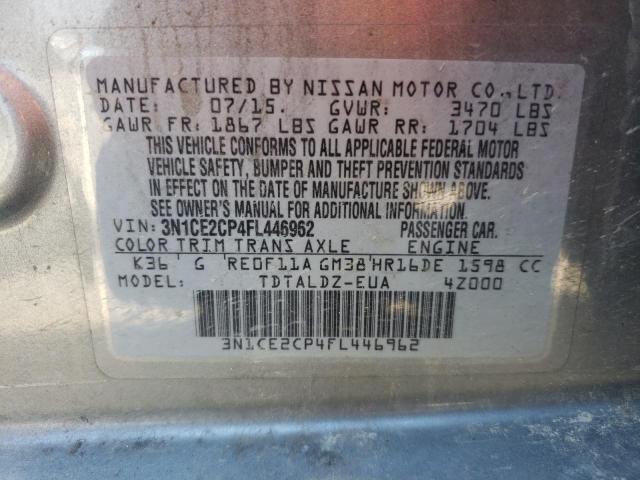 MANUFACTURED BY NISSAN MOTOR CO., LTD.
DATE: 07/15. GVWR: 3470 LBS
GAWR FR: 1867 LBS GAWR RR: 1704 LBS
THIS VEHICLE CONFORMS TO ALL APPLICABLE FEDERAL MOTOR
VEHICLE SAFETY, BUMPER AND THEFT PREVENTION STANDARDS
IN EFFECT ON THE DATE OF MANUFACTURE SHOWN ABOVE.
SEE OWNER'S MANUAL FOR ADDITIONAL INFORMATION.
VIN: 3N1CE2CP4FL446962 PASSENGER CAR.
COLOR TRIM TRANS AXLE ENGINE
K36 G RE0F11A GM38 HR16DE 1598 CC
MODEL: TDTALDZ-EUA 4Z000
3N1CE2CP4FL446962